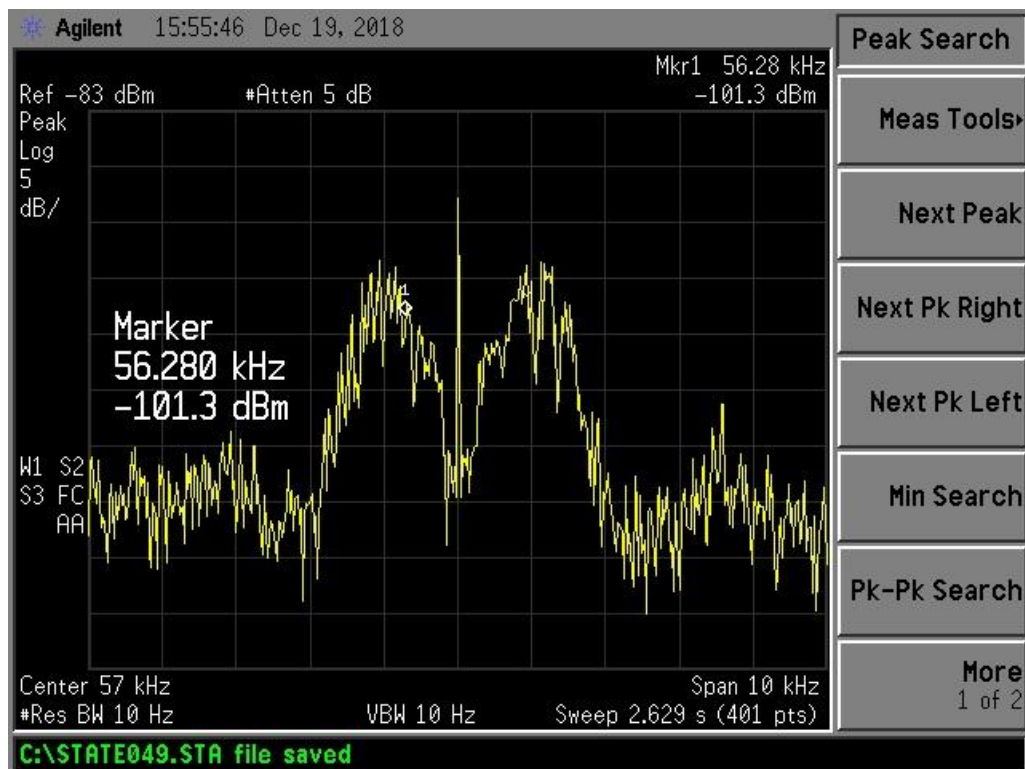 Agilent 15:55:46 Dec 19, 2018
Peak Search
Mkr1 56.28 kHz
Ref -83 dBm #Atten 5 dB -101.3 dBm
Peak
Log
5
dB/
1
Marker
56.280 kHz
-101.3 dBm
W1 S2
S3 FC
AA
Center 57 kHz Span 10 kHz
#Res BW 10 Hz VBW 10 Hz Sweep 2.629 s (401 pts)
C:\STATE049.STA file saved
Meas Tools
Next Peak
Next Pk Right
Next Pk Left
Min Search
Pk-Pk Search
More
1 of 2